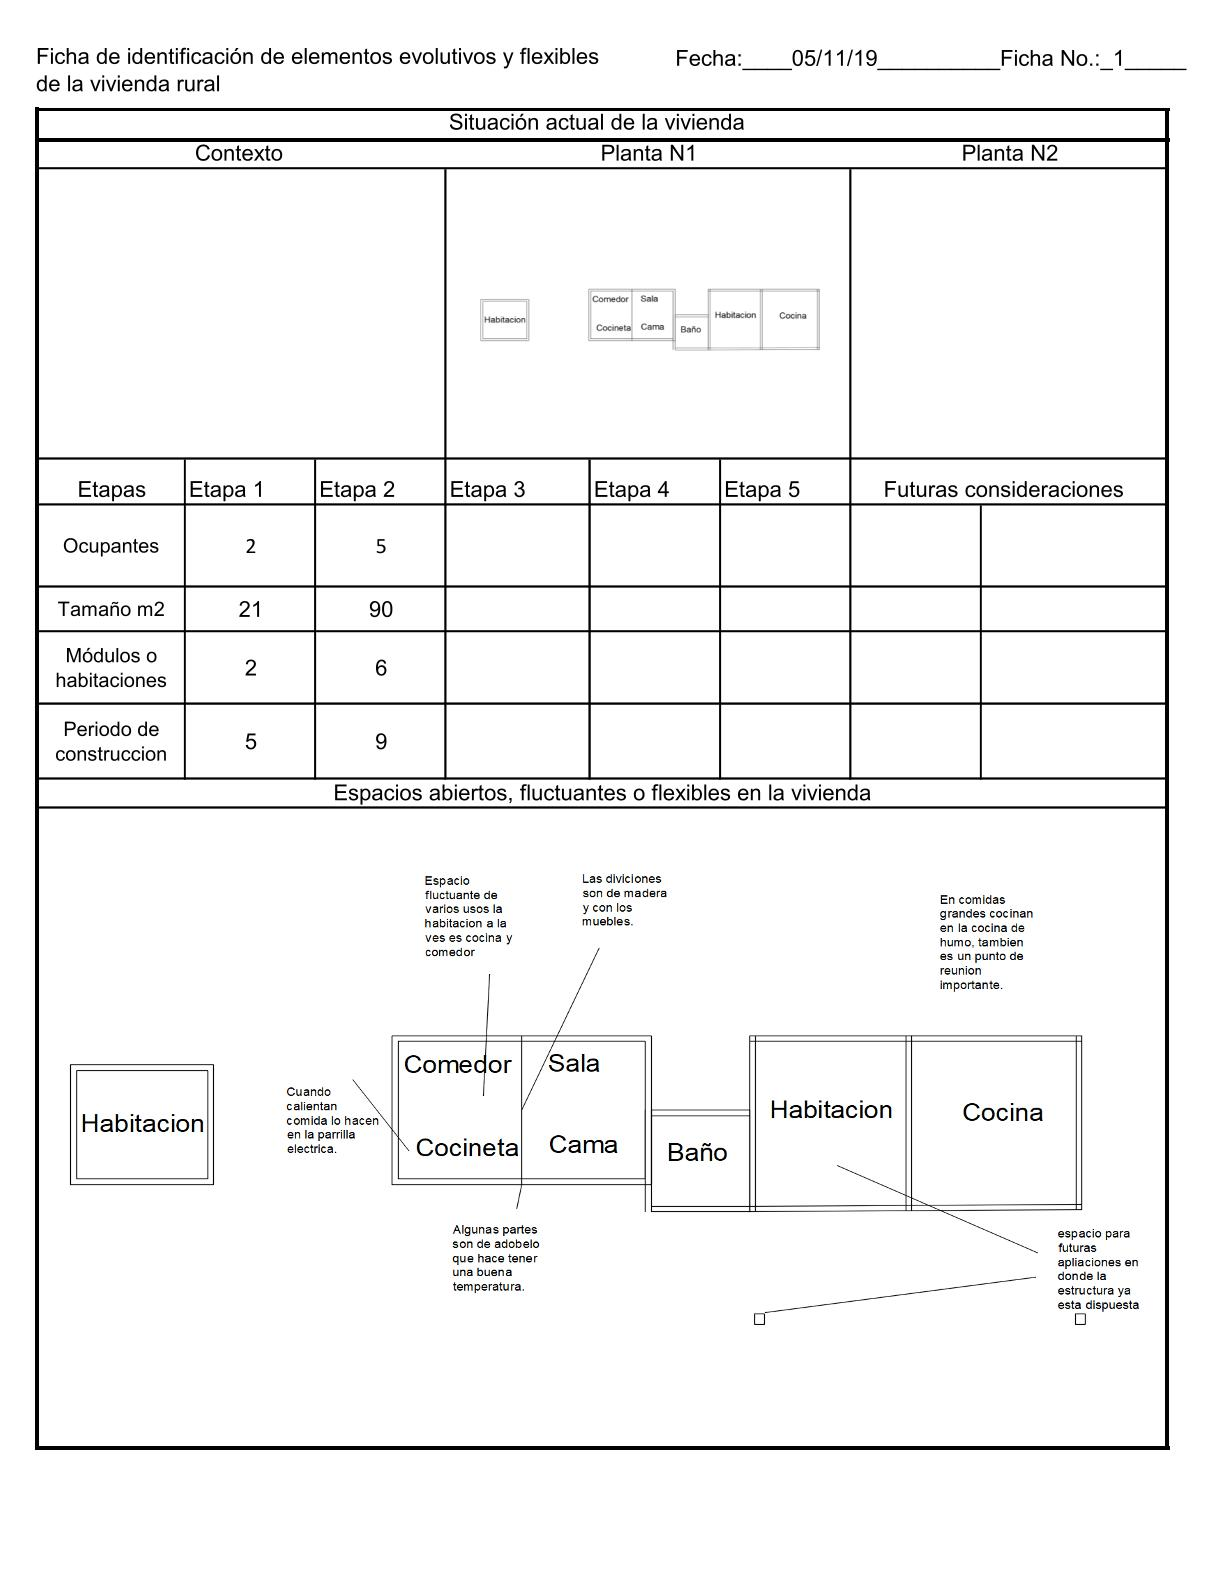 Ficha de identificación de elementos evolutivos y flexibles
de la vivienda rural
Fecha:____05/11/19__________Ficha No.:_1_____
Situación actual de la vivienda
Contexto
Planta N1
Planta N2
Habitacion
Comedor
Sala
Cocineta
Cama
Baño
Habitacion
Cocina
Etapas
Etapa 1
Etapa 2
Etapa 3
Etapa 4
Etapa 5
Futuras consideraciones
Ocupantes
2
5
Tamaño m2
21
90
Módulos o
habitaciones
2
6
Periodo de
construccion
5
9
Espacios abiertos, fluctuantes o flexibles en la vivienda
Espacio
fluctuante de
varios usos la
habitacion a la
ves es cocina y
comedor
Las diviciones
son de madera
y con los
muebles.
En comidas
grandes cocinan
en la cocina de
humo, tambien
es un punto de
reunion
importante.
Habitacion
Cuando
calientan
comida lo hacen
en la parrilla
electrica.
Comedor
Sala
Cocineta
Cama
Baño
Habitacion
Cocina
Algunas partes
son de adobelo
que hace tener
una buena
temperatura.
espacio para
futuras
apliaciones en
donde la
estructura ya
esta dispuesta